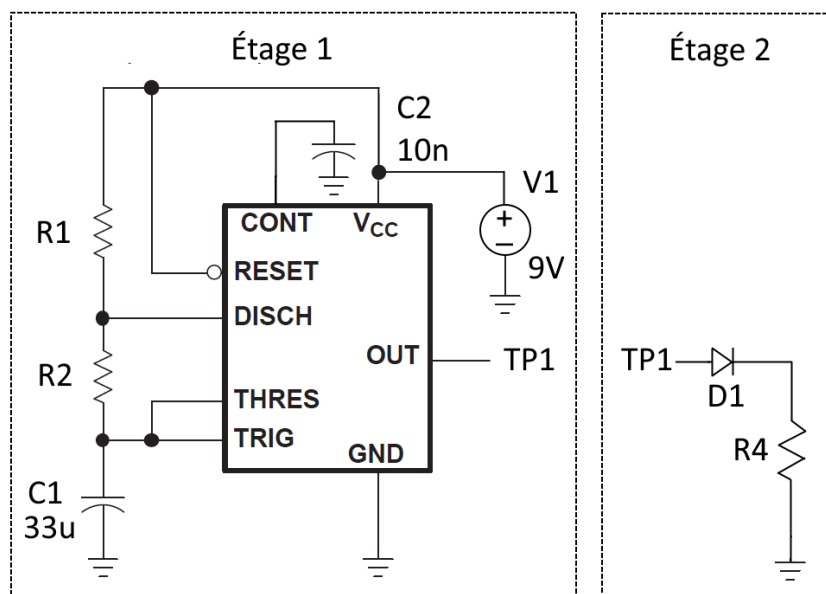 Étage 1
C2
10n
V1
9V
R1
CONT
VCC
RESET
DISCH
R2
OUT
TP1
THRES
TRIG
GND
C1
33u
Étage 2
TP1
D1
R4